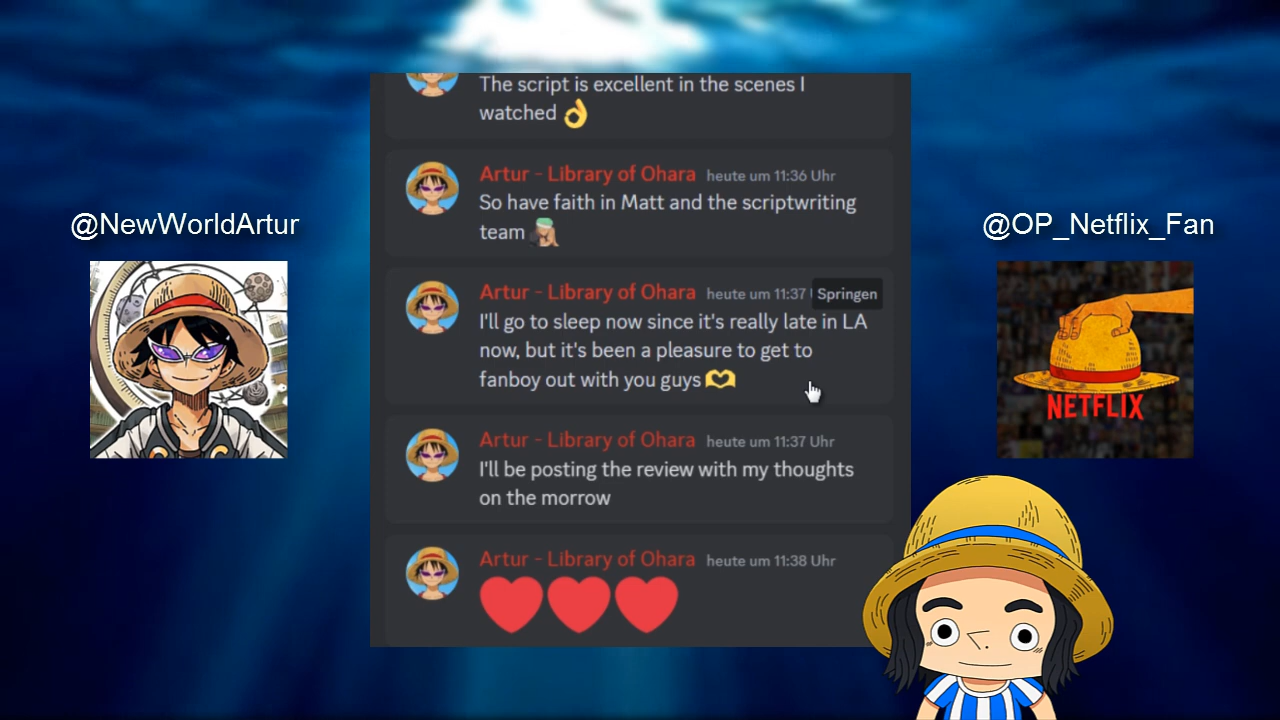 The script is excellent in the scenes I
watched 👌
Artur - Library of Ohara heute um 11:36 Uhr
So have faith in Matt and the scriptwriting
team
@NewWorldArtur
@OP_Netflix_Fan
Artur - Library of Ohara heute um 11:37 Springen
I'll go to sleep now since it's really late in LA
now, but it's been a pleasure to get to
fanboy out with you guys 🫶
NETFLIX
Artur - Library of Ohara heute um 11:37 Uhr
I'll be posting the review with my thoughts
on the morrow
Artur - Library of Ohara heute um 11:38 Uhr
❤️❤️❤️